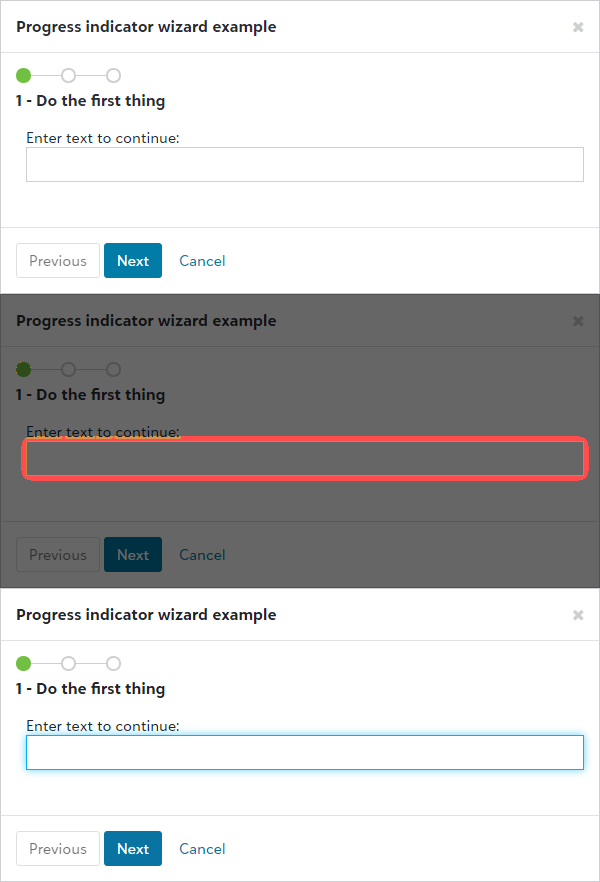 Progress indicator wizard example
1 - Do the first thing
Enter text to continue:
Previous Next Cancel
Progress indicator wizard example
1 - Do the first thing
Enter text to continue:
Previous Next Cancel
Progress indicator wizard example
1 - Do the first thing
Enter text to continue:
Previous Next Cancel